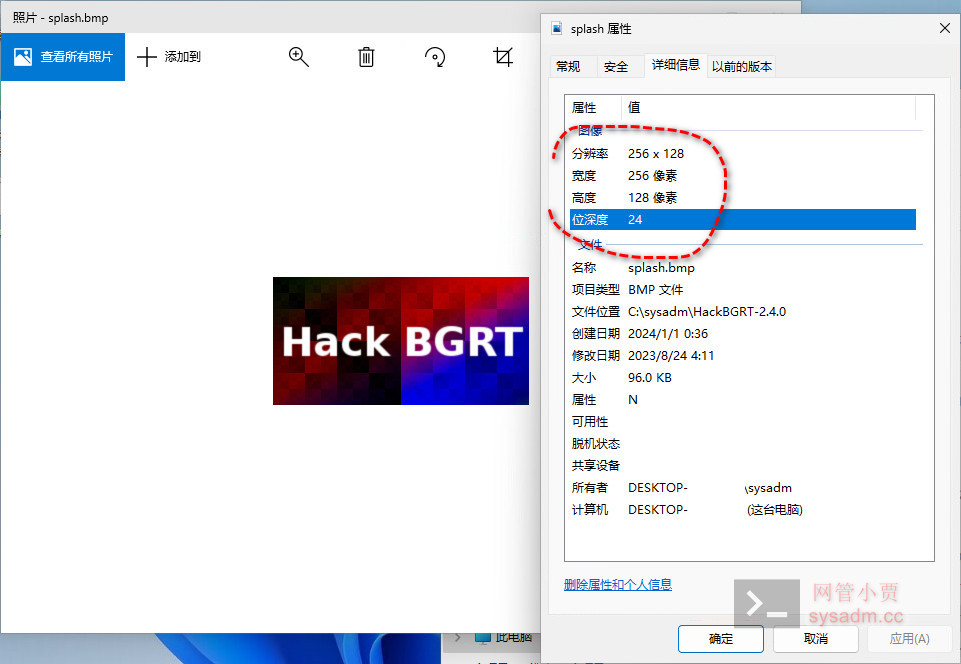 照片 - splash.bmp
查看所有照片
添加到
Hack BGRT
splash 属性
常规 安全 详细信息 以前的版本
属性 值
图像
分辨率 256 x 128
宽度 256 像素
高度 128 像素
位深度 24
文件
名称 splash.bmp
项目类型 BMP 文件
文件位置 C:\sysadm\HackBGRT-2.4.0
创建日期 2024/1/1 0:36
修改日期 2023/8/24 4:11
大小 96.0 KB
属性 N
可用性
脱机状态
共享设备
所有者 DESKTOP- \sysadm
计算机 DESKTOP- (这台电脑)
删除属性和个人信息
网管小贾
sysadm.cc
确定 取消 应用(A)
此电脑